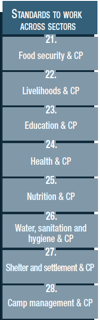 STANDARDS TO WORK
ACROSS SECTORS
21.
Food security & CP
22.
Livelihoods & CP
23.
Education & CP
24.
Health & CP
25.
Nutrition & CP
26.
Water, sanitation and
hygiene & CP
27.
Shelter and settlement & CP
28.
Camp management & CP